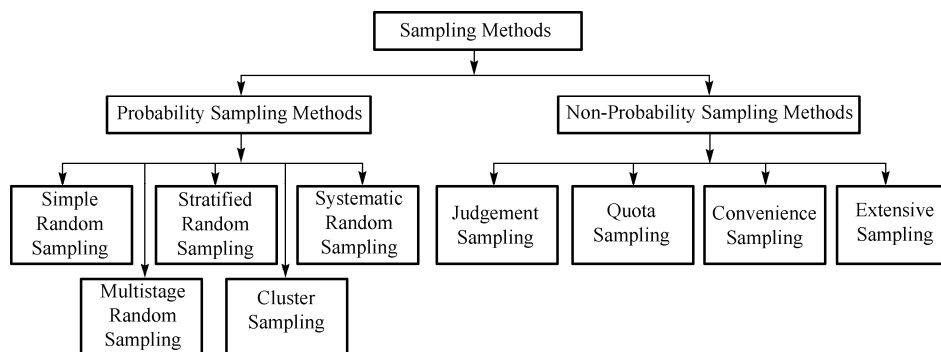 Sampling Methods
Probability Sampling Methods
Non-Probability Sampling Methods
Simple
Random
Sampling
Stratified
Random
Sampling
Systematic
Random
Sampling
Judgement
Sampling
Quota
Sampling
Convenience
Sampling
Extensive
Sampling
Multistage
Random
Sampling
Cluster
Sampling